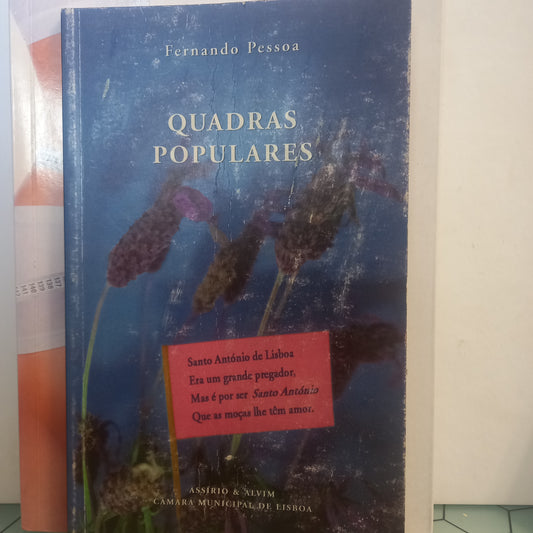 Fernando Pessoa
QUADRAS
POPULARES
Santo António de Lisboa
Era um grande pregador,
Mas é por ser Santo António
Que as moças lhe têm amor.
ASSÍRIO & ALVIM
CÂMARA MUNICIPAL DE LISBOA